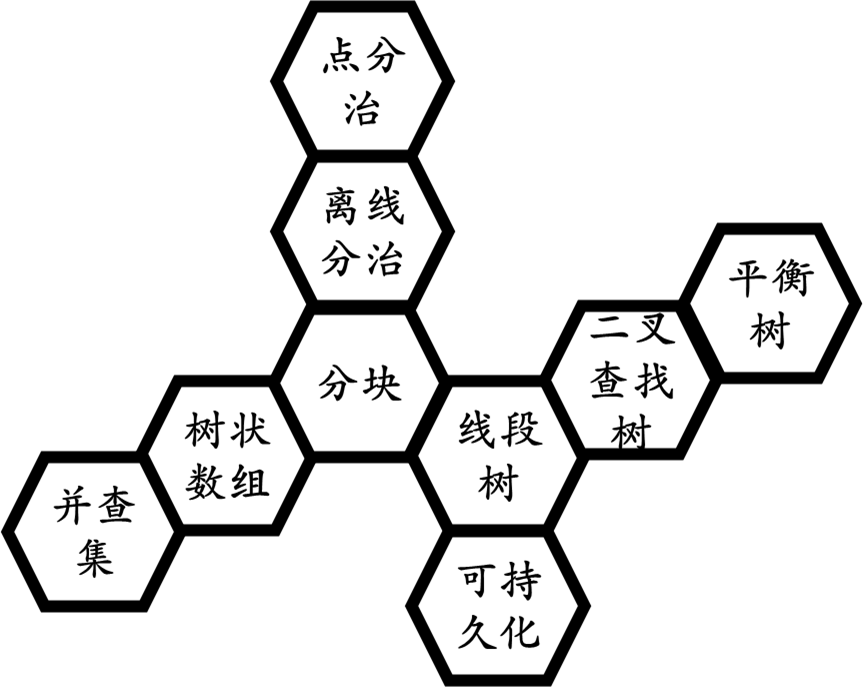 点分
治
离线
分治
分块
树状
数组
并查
集
线段
树
二叉
查找
树
平衡
树
可持
久化